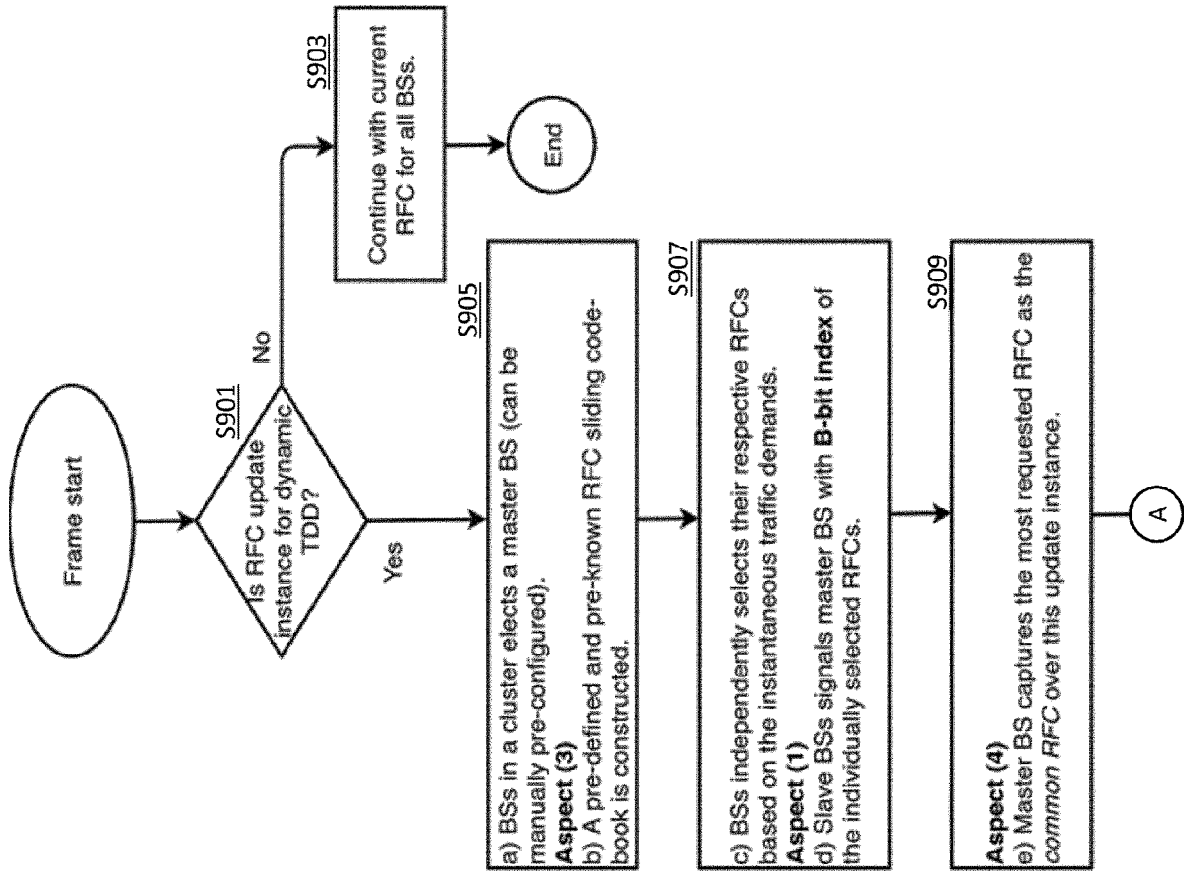 Frame start
S901
Is RFC update
instance for dynamic
TDD?
No
S903
Continue with current
RFC for all BSs.
End
Yes
S905
a) BSs in a cluster elects a master BS (can be
manually pre-configured).
Aspect (3)
b) A pre-defined and pre-known RFC sliding code-
book is constructed.
S907
c) BSs independently selects their respective RFCs
based on the instantaneous traffic demands.
Aspect (1)
d) Slave BSs signals master BS with B-bit index of
the individually selected RFCs.
S909
Aspect (4)
e) Master BS captures the most requested RFC as the
common RFC over this update instance.
A